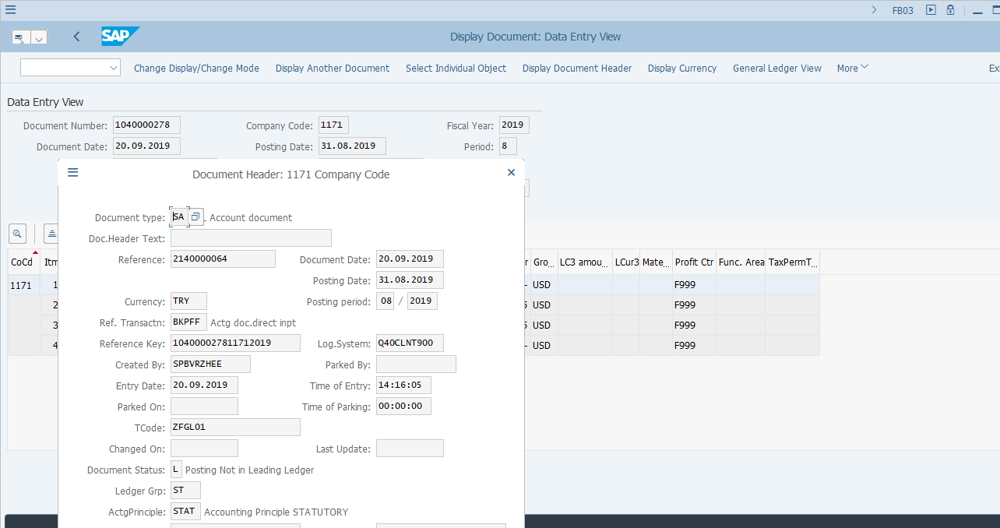 FB03
SAP
Display Document: Data Entry View
Change Display/Change Mode Display Another Document Select Individual Object Display Document Header Display Currency General Ledger View More
Data Entry View
Document Number: 1040000278 Company Code: 1171 Fiscal Year: 2019
Document Date: 20.09.2019 Posting Date: 31.08.2019 Period: 8
Document Header: 1171 Company Code
Document type: SA Account document
Doc.Header Text:
Reference: 2140000064 Document Date: 20.09.2019
Posting Date: 31.08.2019
Currency: TRY Posting period: 08 / 2019
Ref. Transactn: BKPFF Actg doc.direct inpt
Reference Key: 104000027811712019 Log.System: Q40CLNT900
Created By: SPBVRZHEE Parked By:
Entry Date: 20.09.2019 Time of Entry: 14:16:05
Parked On: Time of Parking: 00:00:00
TCode: ZFGL01
Changed On: Last Update:
Document Status: L Posting Not in Leading Ledger
Ledger Grp: ST
ActgPrinciple: STAT Accounting Principle STATUTORY
CoCd Itm r Gro... LC3 amou... LCur3 Mate... Profit Ctr Func. Area TaxPermT...
1171 1 - USD F999
2 5 USD F999
3 5 USD F999
4 - USD F999